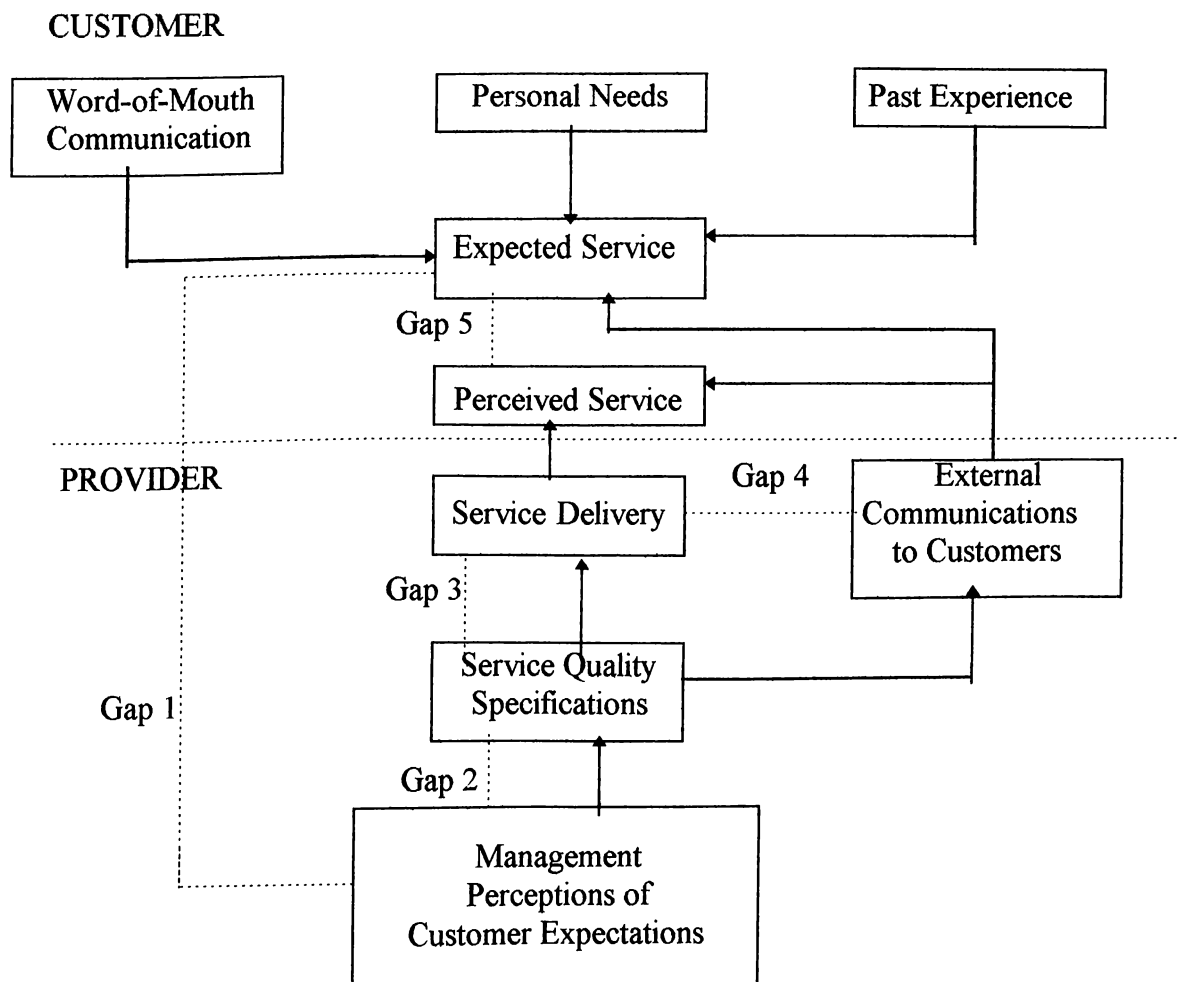 CUSTOMER
Word-of-Mouth
Communication
Personal Needs
Past Experience
Expected Service
Gap 5
Perceived Service
PROVIDER
Gap 4
External
Communications
to Customers
Service Delivery
Gap 3
Service Quality
Specifications
Gap 1
Gap 2
Management
Perceptions of
Customer Expectations